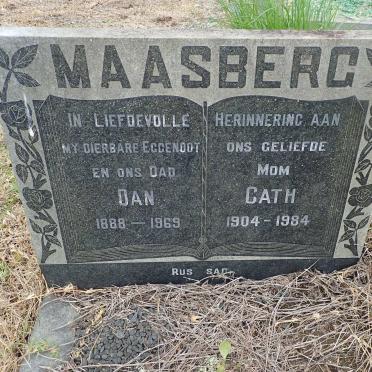 MAASBERG
IN LIEFDEVOLLE
MY DIERBARE EGGENOOT
EN ONS DAD
DAN
1888 – 1969
HERINNERING AAN
ONS GELIEFDE
MOM
CATH
1904 - 1984
RUS SAG